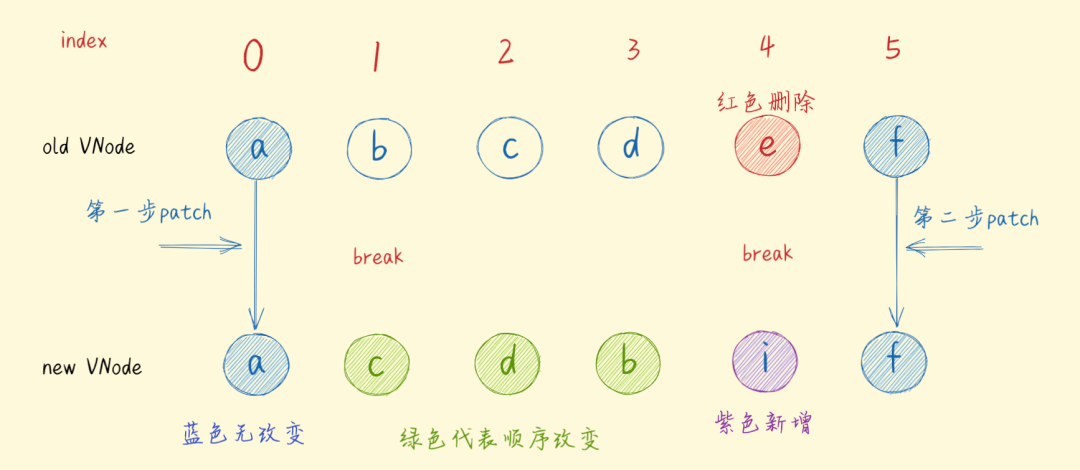 index 0 1 2 3 4 5
红色删除
old VNode a b c d e f
第一步patch
第二步patch
break break
new VNode a c d b i f
蓝色无改变
绿色代表顺序改变
紫色新增